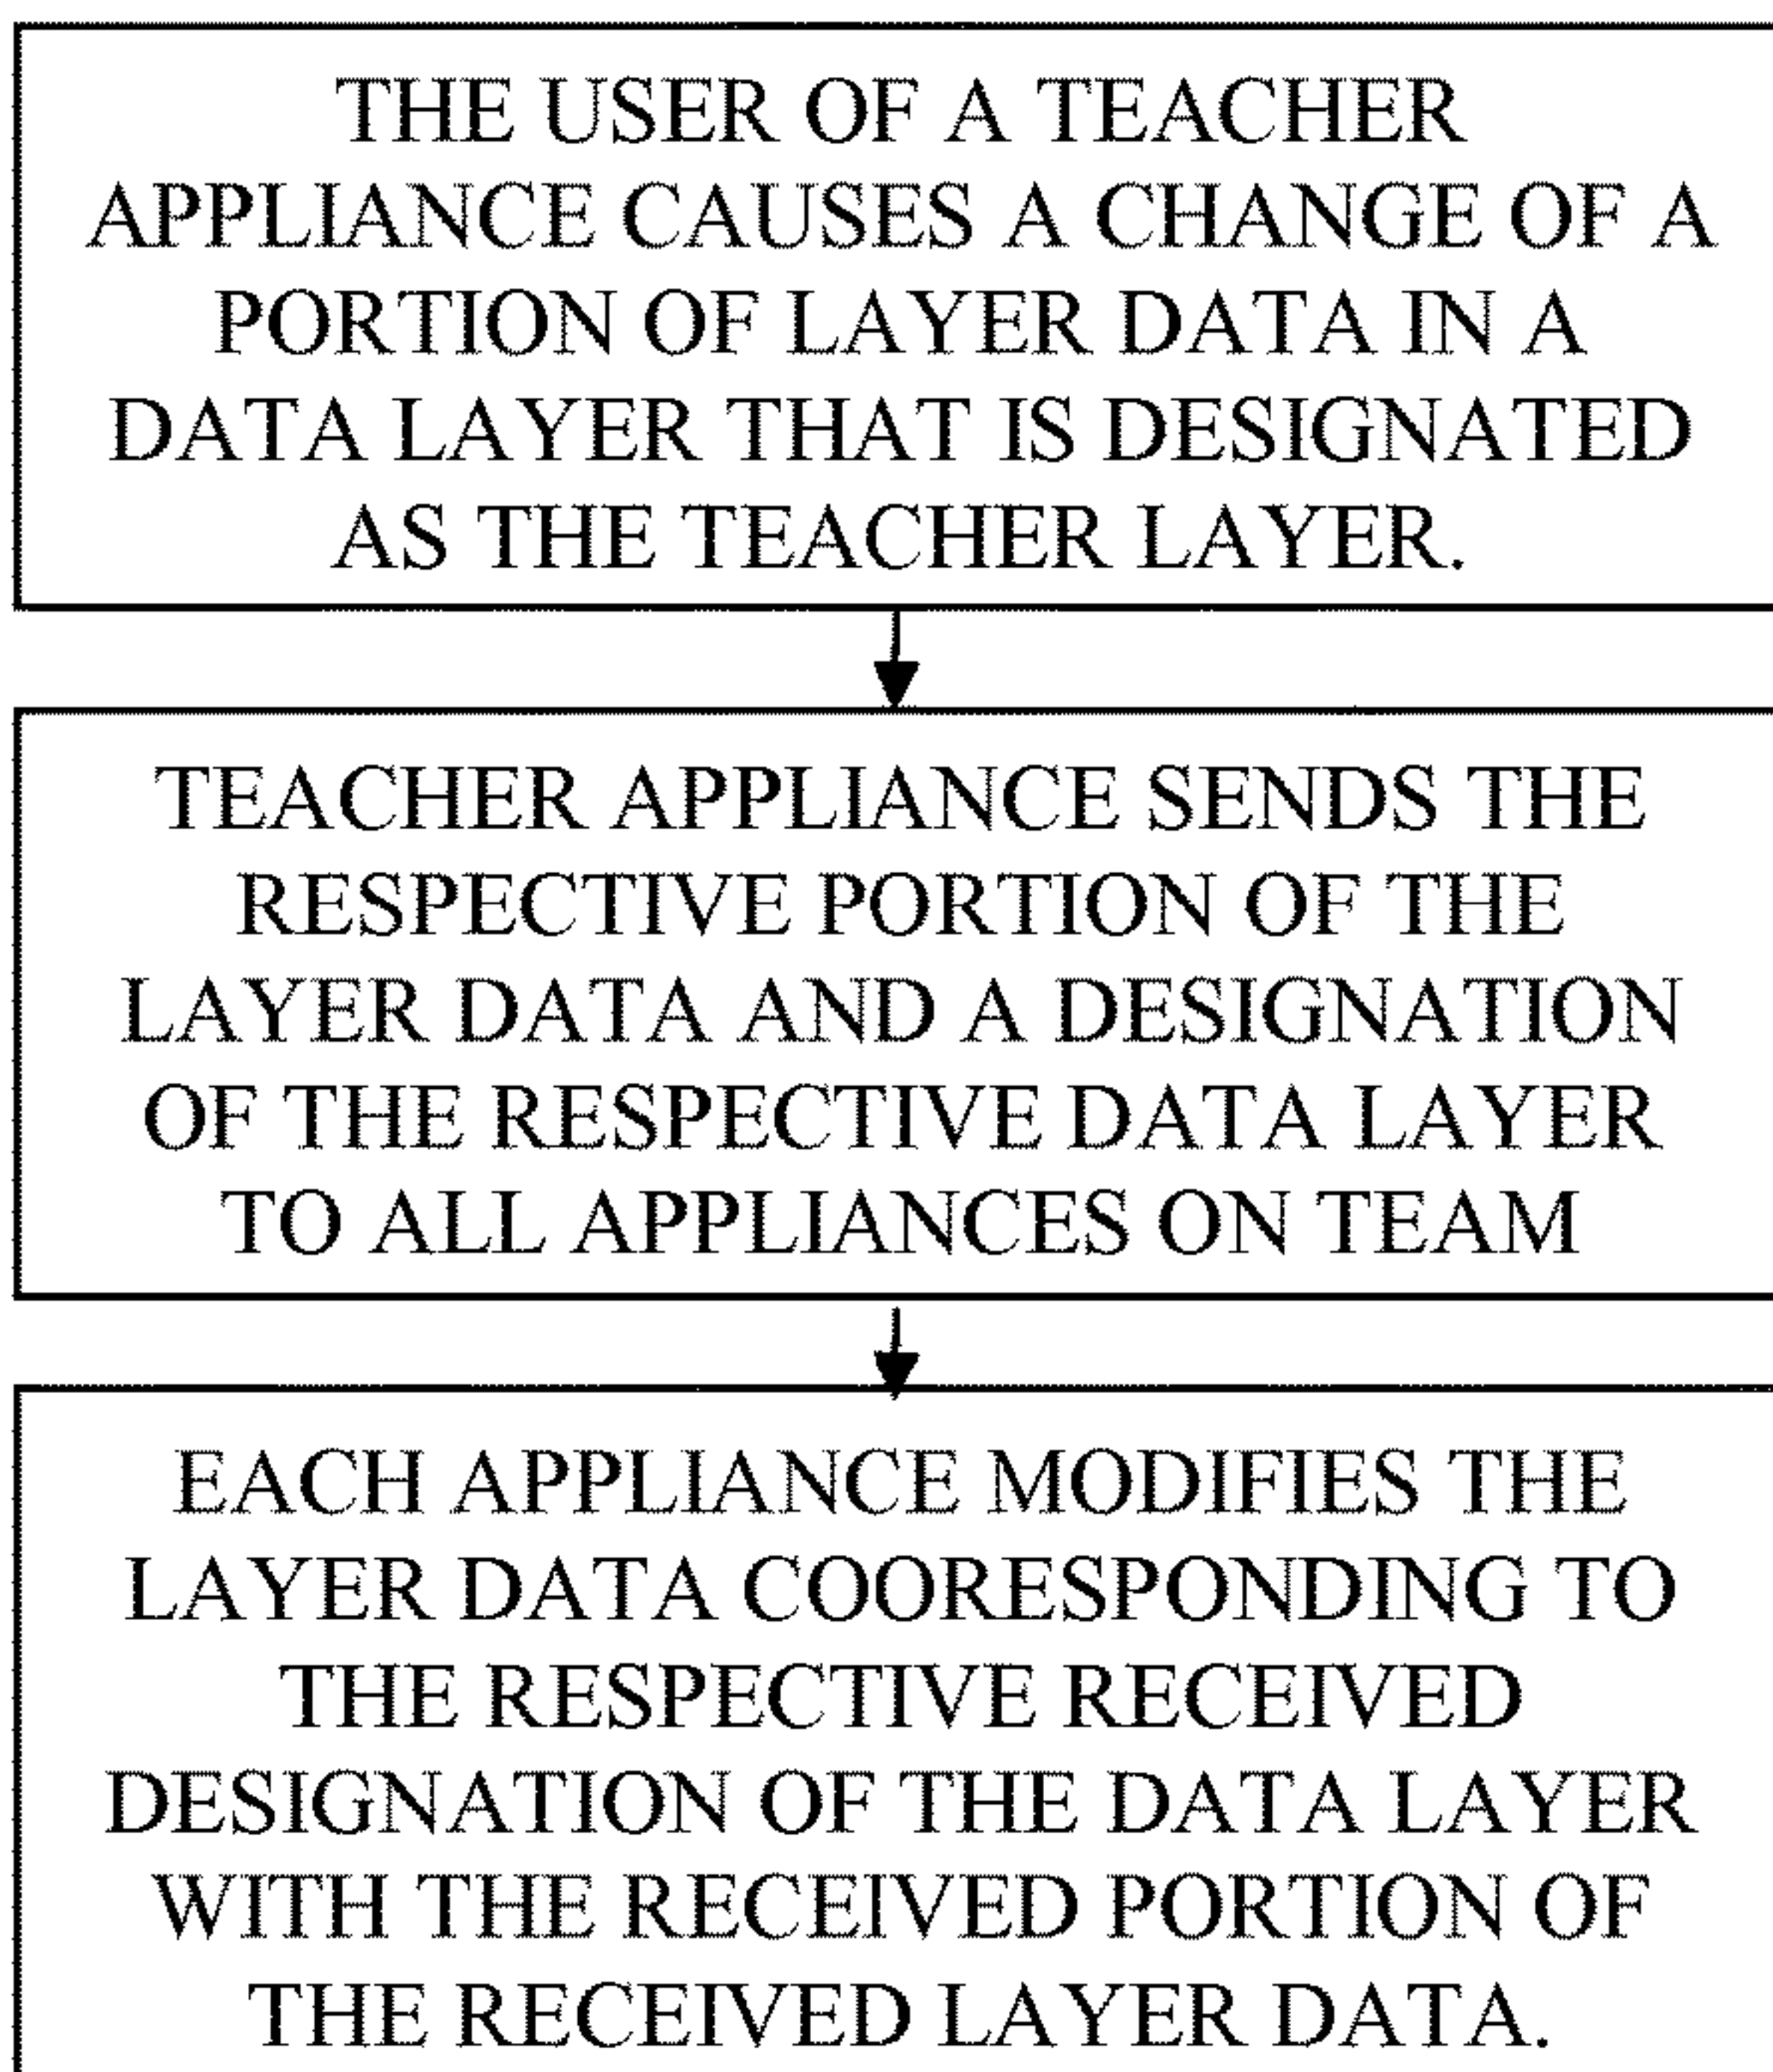 THE USER OF A TEACHER
APPLIANCE CAUSES A CHANGE OF A
PORTION OF LAYER DATA IN A
DATA LAYER THAT IS DESIGNATED
AS THE TEACHER LAYER.
TEACHER APPLIANCE SENDS THE
RESPECTIVE PORTION OF THE
LAYER DATA AND A DESIGNATION
OF THE RESPECTIVE DATA LAYER
TO ALL APPLIANCES ON TEAM
EACH APPLIANCE MODIFIES THE
LAYER DATA COORESPONDING TO
THE RESPECTIVE RECEIVED
DESIGNATION OF THE DATA LAYER
WITH THE RECEIVED PORTION OF
THE RECEIVED LAYER DATA.